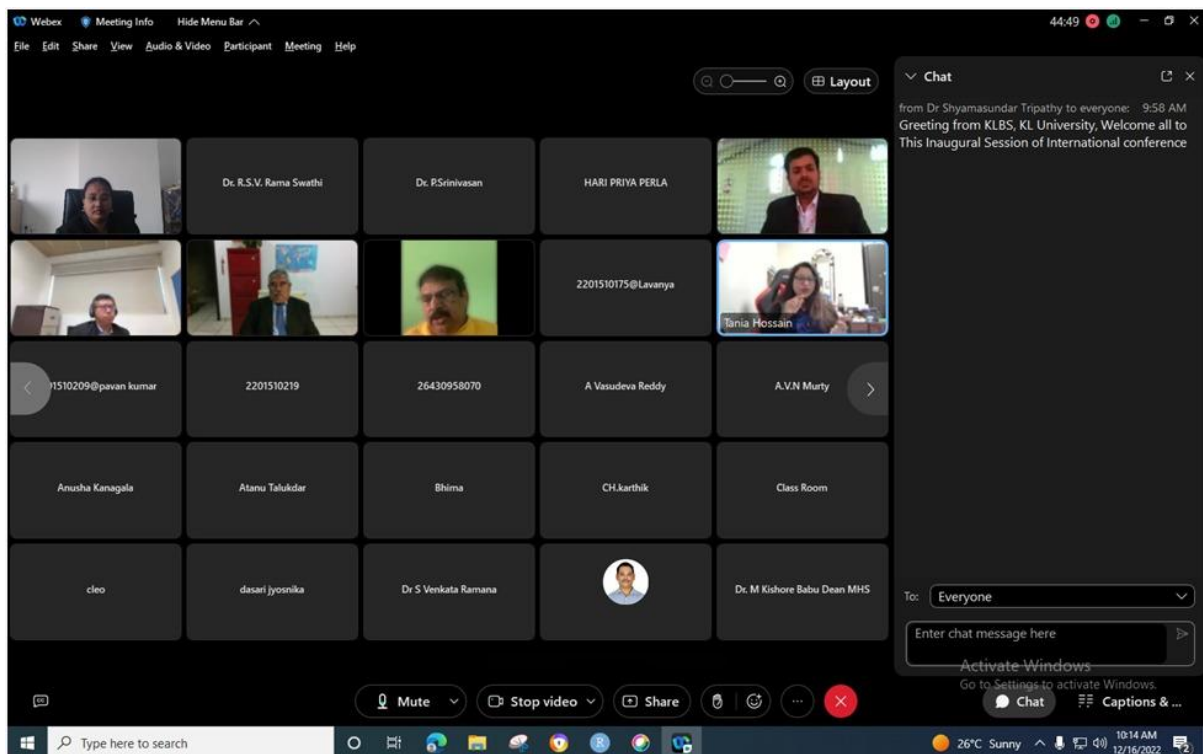 Webex Meeting Info Hide Menu Bar
44:49
File Edit Share View Audio & Video Participant Meeting Help
Layout
Chat
from Dr Shyamasundar Tripathy to everyone: 9:58 AM
Greeting from KLBS, KL University, Welcome all to
This Inaugural Session of International conference
Dr. R.S.V. Rama Swathi
Dr. P.Srinivasan
HARI PRIYA PERLA
2201510175@Lavanya
Tania Hossain
1510209@pavan kumar
2201510219
26430958070
A Vasudeva Reddy
A.V.N Murty
Anusha Kanagala
Atanu Talukdar
Bhima
CH.karthik
Class Room
cleo
dasari jyosnika
Dr S Venkata Ramana
Dr. M Kishore Babu Dean MHS
To: Everyone
Enter chat message here
Activate Windows
Go to Settings to activate Windows.
Mute
Stop video
Share
Chat
Captions & ...
Type here to search
26°C Sunny
10:14 AM
12/16/2022